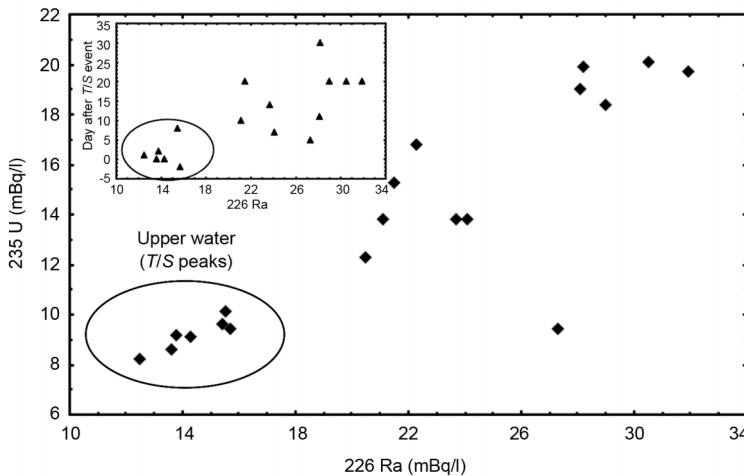 22
20
18
16
14
12
10
8
6
235 U (mBq/l)
10 14 18 22 26 30 34
226 Ra (mBq/l)
Upper water
(T/S peaks)
35
30
25
20
15
10
5
0
-5
Day after T/S event
10 14 18 22 26 30 34
226 Ra